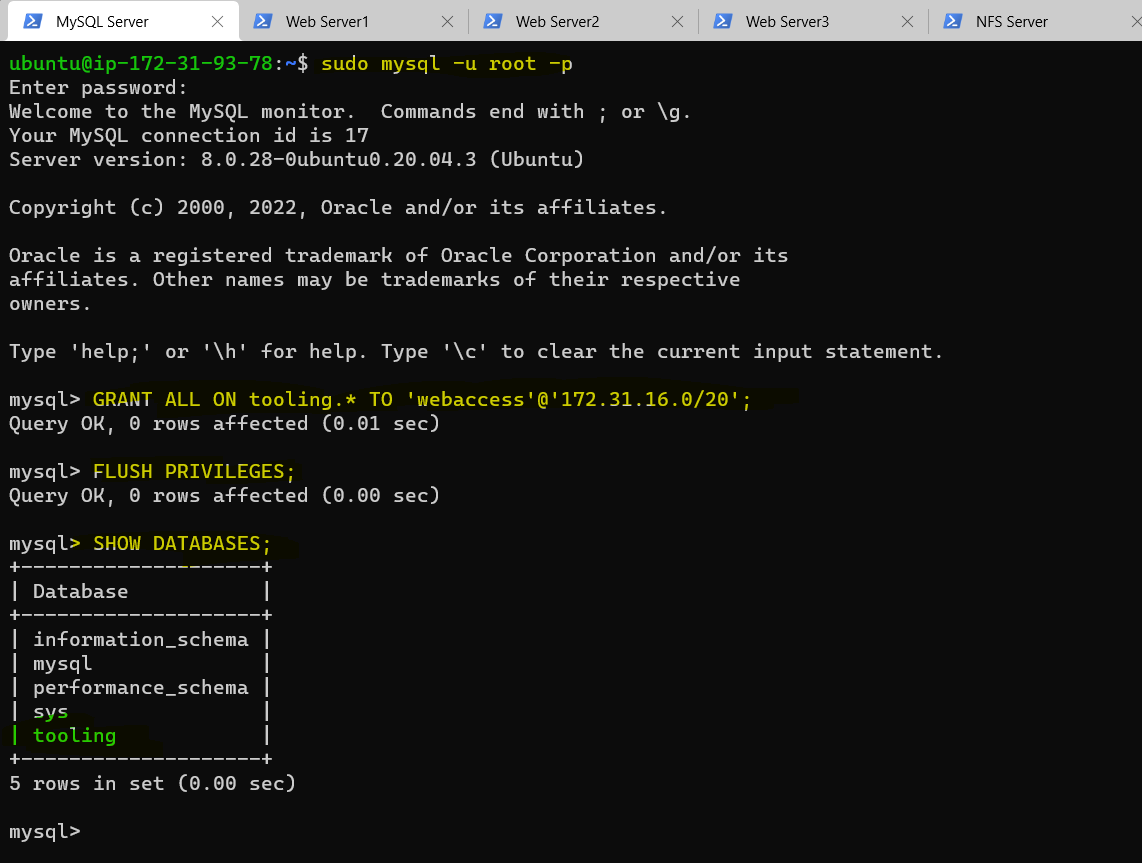 MySQL Server Web Server1 Web Server2 Web Server3 NFS Server
ubuntu@ip-172-31-93-78:~$ sudo mysql -u root -p
Enter password:
Welcome to the MySQL monitor.  Commands end with ; or \g.
Your MySQL connection id is 17
Server version: 8.0.28-0ubuntu0.20.04.3 (Ubuntu)

Copyright (c) 2000, 2022, Oracle and/or its affiliates.

Oracle is a registered trademark of Oracle Corporation and/or its
affiliates. Other names may be trademarks of their respective
owners.

Type 'help;' or '\h' for help. Type '\c' to clear the current input statement.

mysql> GRANT ALL ON tooling.* TO 'webaccess'@'172.31.16.0/20';
Query OK, 0 rows affected (0.01 sec)

mysql> FLUSH PRIVILEGES;
Query OK, 0 rows affected (0.00 sec)

mysql> SHOW DATABASES;
+--------------------+
| Database           |
+--------------------+
| information_schema |
| mysql              |
| performance_schema |
| sys                |
| tooling            |
+--------------------+
5 rows in set (0.00 sec)

mysql>